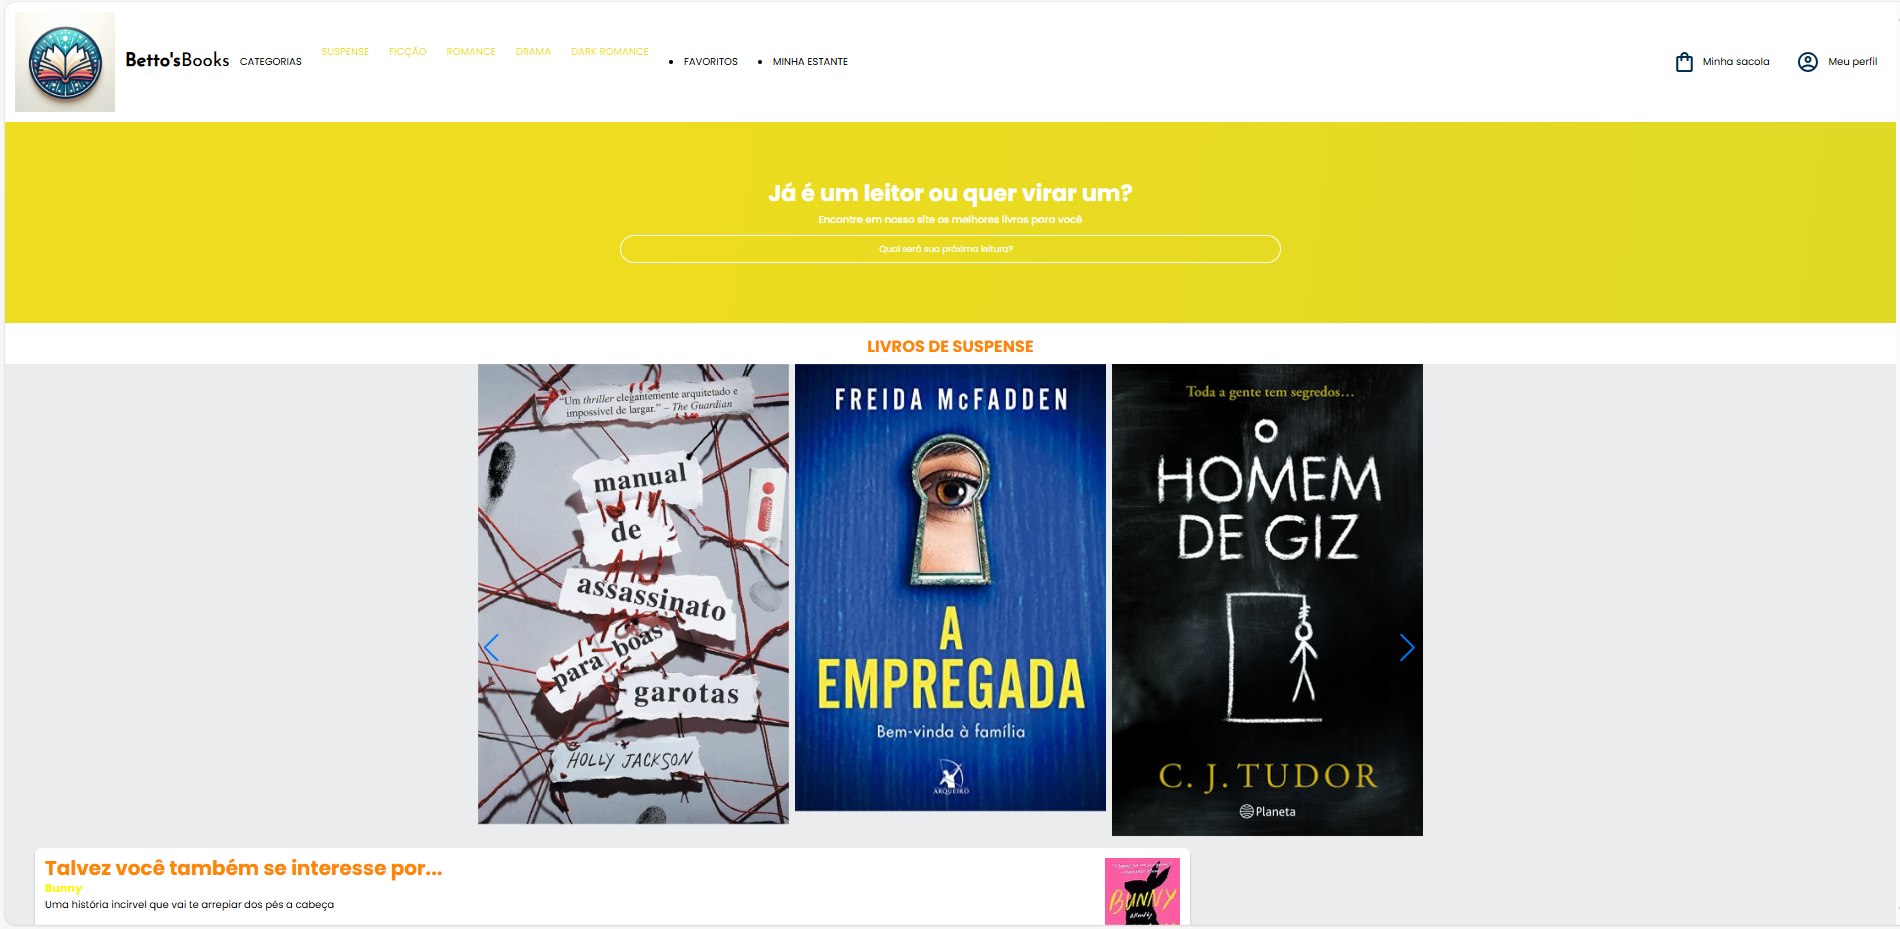 Betto'sBooks
CATEGORIAS
SUSPENSE
FICÇÃO
ROMANCE
DRAMA
DARK ROMANCE
FAVORITOS
MINHA ESTANTE
Minha sacola
Meu perfil
Já é um leitor ou quer virar um?
Encontre em nosso site os melhores livros para você
Qual será sua próxima leitura?
LIVROS DE SUSPENSE
"Um thriller elegantemente arquitetado e
impossível de largar." – The Guardian
manual
de
assassinato
para boas
garotas
HOLLY JACKSON
intrínseca
FREIDA McFADDEN
A
EMPREGADA
Bem-vinda à família
ARQUEIRO
Toda a gente tem segredos...
O
HOMEM
DE GIZ
C. J. TUDOR
Planeta
Talvez você também se interesse por...
Bunny
Uma história incirvel que vai te arrepiar dos pés a cabeça
BUNNY